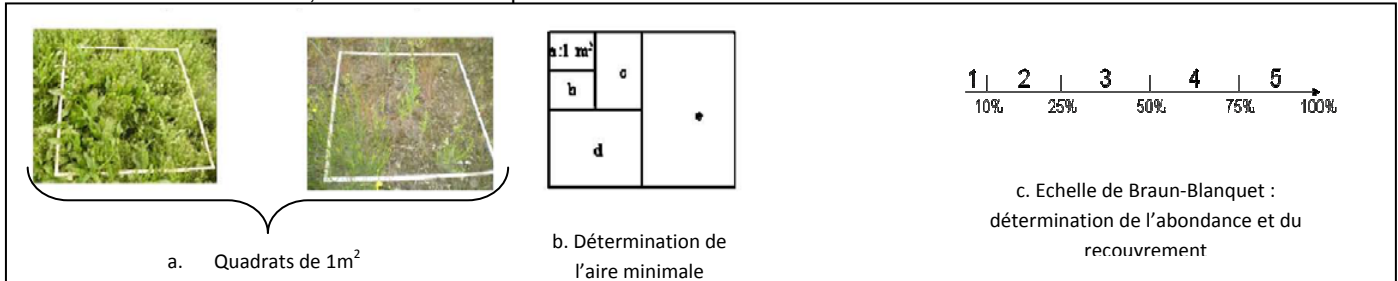 a:1 m²
b
c
d
e
1 2 3 4 5
10% 25% 50% 75% 100%
a. Quadrats de 1m²
b. Détermination de
l'aire minimale
c. Echelle de Braun-Blanquet :
détermination de l'abondance et du
recouvrement